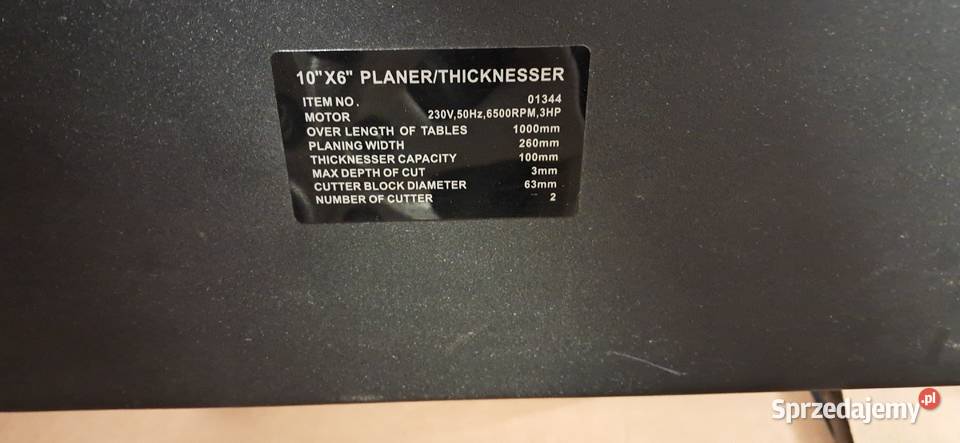 10"X6" PLANER/THICKNESSER
ITEM NO. 01344
MOTOR 230V,50Hz,6500RPM,3HP
OVER LENGTH OF TABLES 1000mm
PLANING WIDTH 260mm
THICKNESSER CAPACITY 100mm
MAX DEPTH OF CUT 3mm
CUTTER BLOCK DIAMETER 63mm
NUMBER OF CUTTER 2
Sprzedajemy.pl